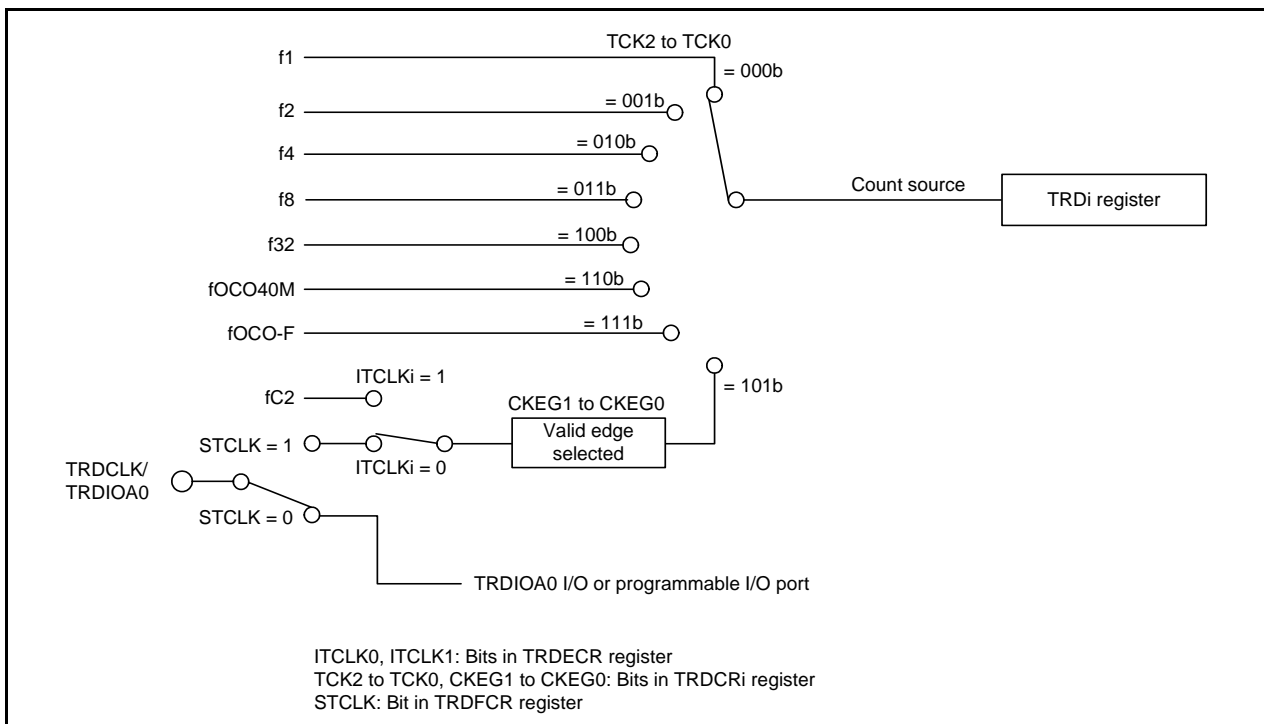 TCK2 to TCK0
f1
= 000b
f2
= 001b
f4
= 010b
f8
= 011b
Count source
TRDi register
f32
= 100b
fOCO40M
= 110b
fOCO-F
= 111b
= 101b
fC2
ITCLKi = 1
CKEG1 to CKEG0
Valid edge
selected
STCLK = 1
ITCLKi = 0
TRDCLK/
TRDIOA0
STCLK = 0
TRDIOA0 I/O or programmable I/O port
ITCLK0, ITCLK1: Bits in TRDECR register
TCK2 to TCK0, CKEG1 to CKEG0: Bits in TRDCRi register
STCLK: Bit in TRDFCR register